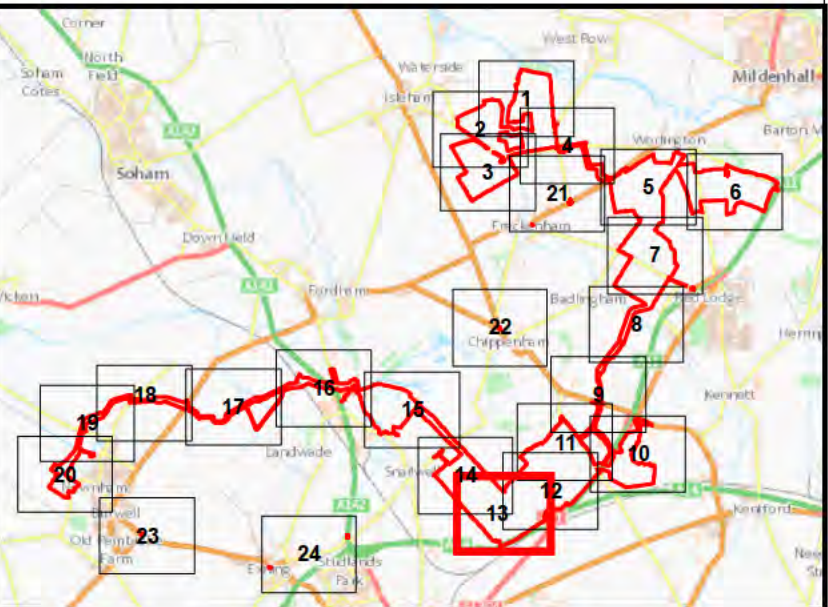 Corner
West Row
North
Field
Waterside
Soham
Cotes
Mildenhall
Isleham
1
2
4
Worlington
Barton M
A142
3
Soham
5
6
21
Freckenham
Down Field
7
A142
Fordham
Badlingham
Red Lodge
22
8
Chippenham
16
9
Kennett
18
15
17
19
11
10
Landwade
Snailwell
14
20
12
13
A142
Burwell
Kentford
23
24
Exning
Studlands
Park
Farm